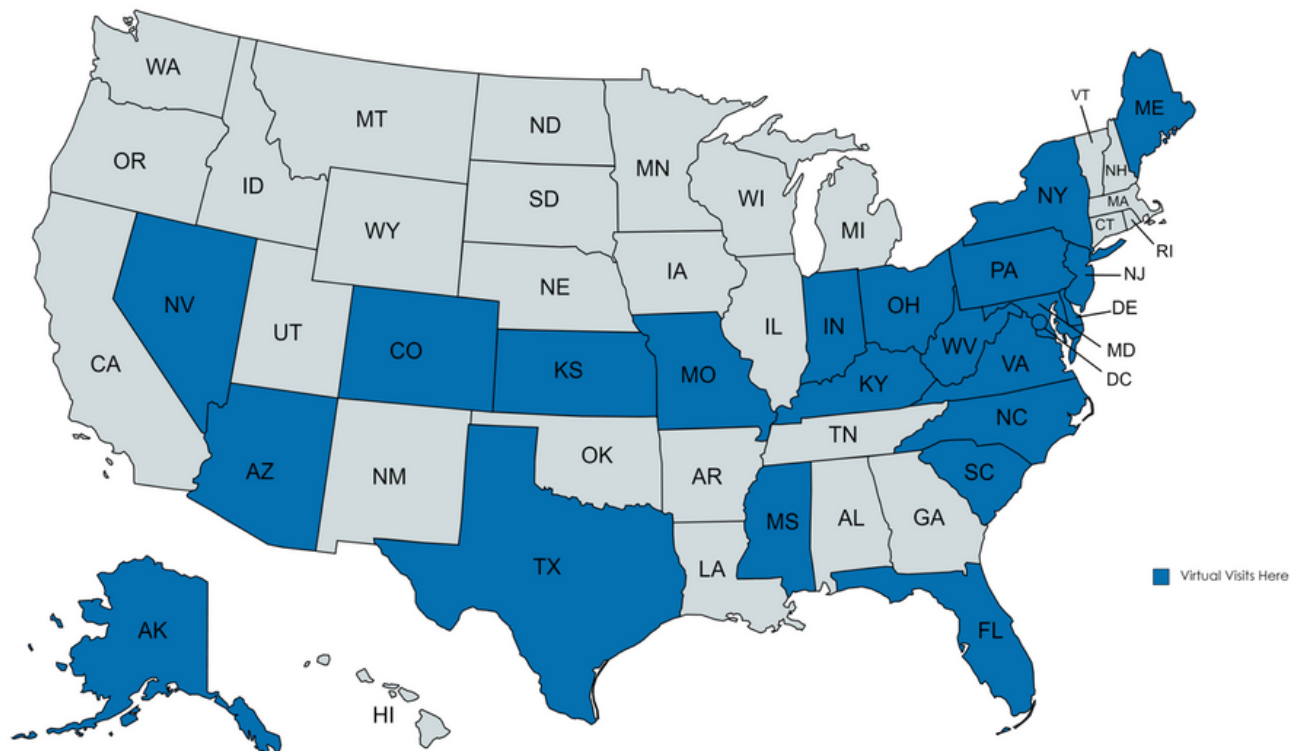 WA
MT
ND
MN
VT
ME
OR
ID
SD
WI
MI
NH
NY
MA
CT
RI
WY
IA
NE
PA
NJ
NV
UT
CO
IL
IN
OH
DE
CA
KS
MO
WV
VA
MD
KY
DC
AZ
NM
OK
AR
TN
NC
SC
MS
AL
GA
TX
LA
Virtual Visits Here
AK
FL
HI